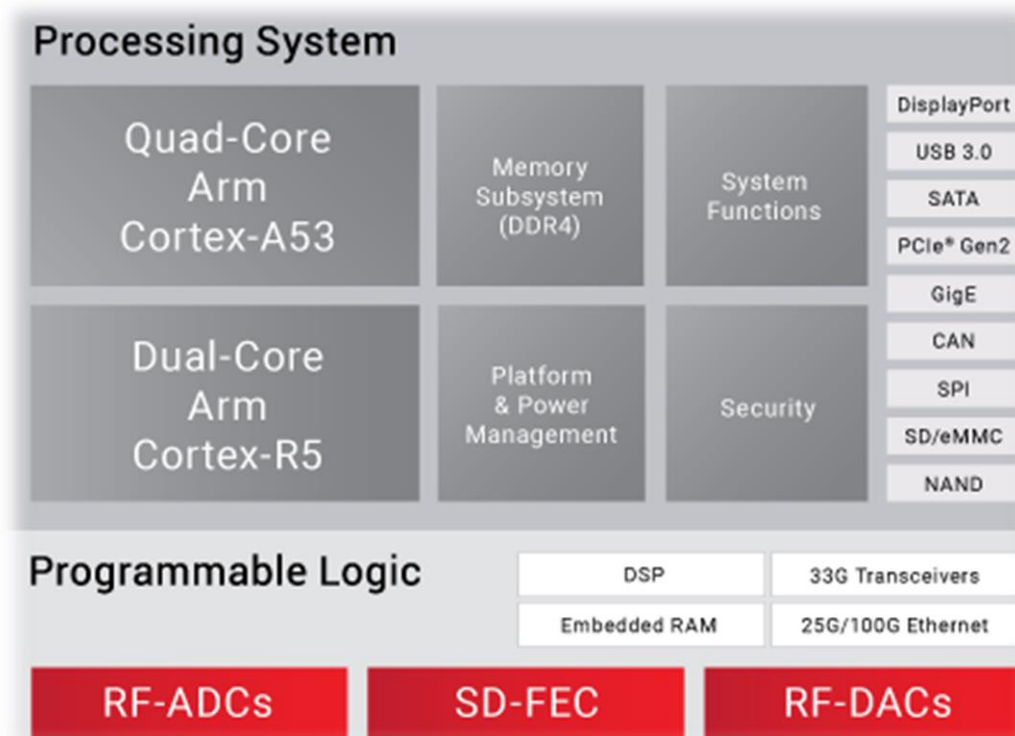 Processing System
Quad-Core
Arm
Cortex-A53
Memory
Subsystem
(DDR4)
System
Functions
DisplayPort
USB 3.0
SATA
PCIe® Gen2
GigE
CAN
SPI
SD/eMMC
NAND
Dual-Core
Arm
Cortex-R5
Platform
& Power
Management
Security
Programmable Logic
DSP
33G Transceivers
Embedded RAM
25G/100G Ethernet
RF-ADCs
SD-FEC
RF-DACs